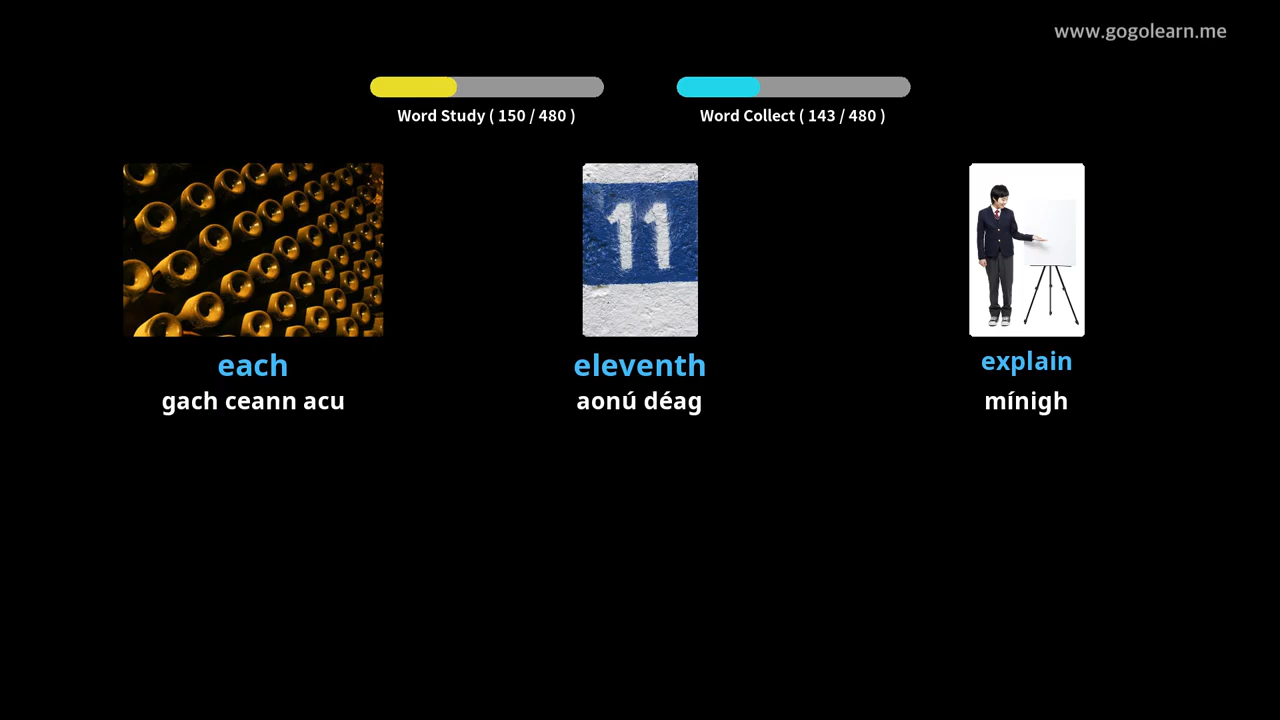 www.gogolearn.me
Word Study ( 150 / 480 )
Word Collect ( 143 / 480 )
11
each
gach ceann acu
eleventh
aonú déag
explain
mínigh